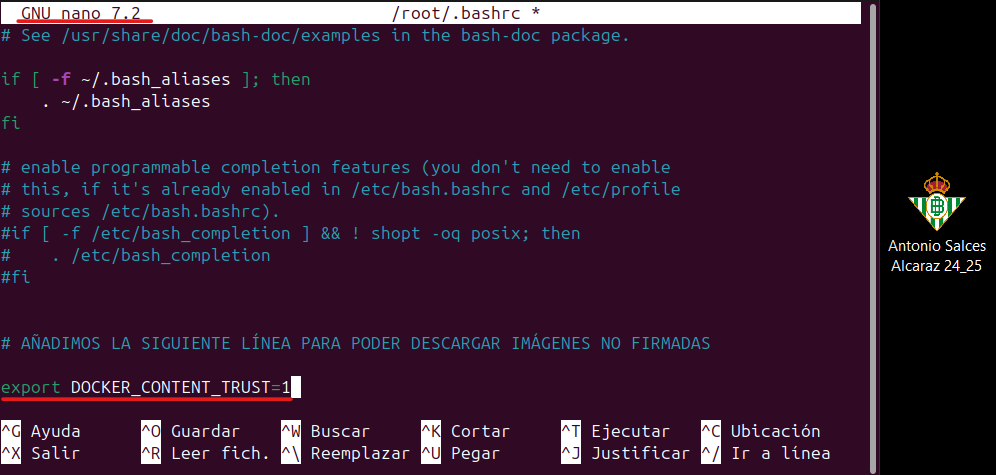 GNU nano 7.2 /root/.bashrc *
# See /usr/share/doc/bash-doc/examples in the bash-doc package.
if [ -f ~/.bash_aliases ]; then
. ~/.bash_aliases
fi
# enable programmable completion features (you don't need to enable
# this, if it's already enabled in /etc/bash.bashrc and /etc/profile
# sources /etc/bash.bashrc).
#if [ -f /etc/bash_completion ] && ! shopt -oq posix; then
#    . /etc/bash_completion
#fi
# AÑADIMOS LA SIGUIENTE LÍNEA PARA PODER DESCARGAR IMÁGENES NO FIRMADAS
export DOCKER_CONTENT_TRUST=1
^G Ayuda ^O Guardar ^W Buscar ^K Cortar ^T Ejecutar ^C Ubicación
^X Salir ^R Leer fich. ^\ Reemplazar ^U Pegar ^J Justificar ^/ Ir a línea
Antonio Salces
Alcaraz 24_25